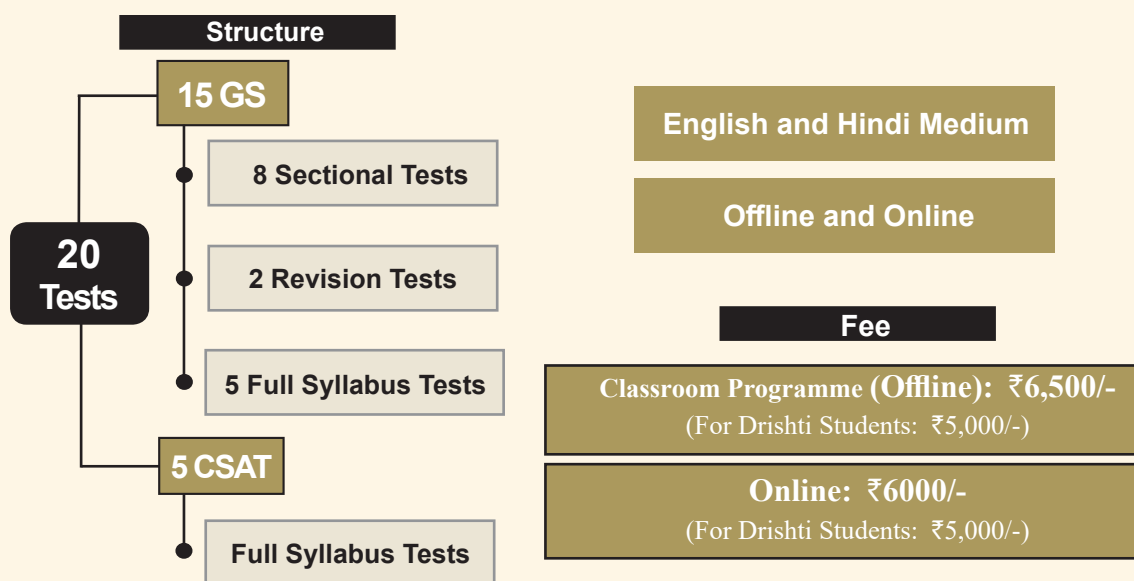 Structure
15 GS
8 Sectional Tests
2 Revision Tests
5 Full Syllabus Tests
20
Tests
5 CSAT
Full Syllabus Tests
English and Hindi Medium
Offline and Online
Fee
Classroom Programme (Offline): ₹6,500/-
(For Drishti Students: ₹5,000/-)
Online: ₹6000/-
(For Drishti Students: ₹5,000/-)